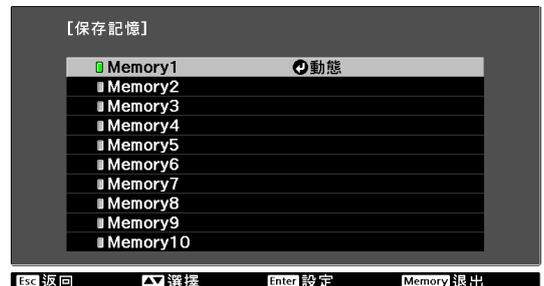 [保存記憶]
Memory1 動態
Memory2
Memory3
Memory4
Memory5
Memory6
Memory7
Memory8
Memory9
Memory10
Esc 返回 選擇 Enter 設定 Memory 退出